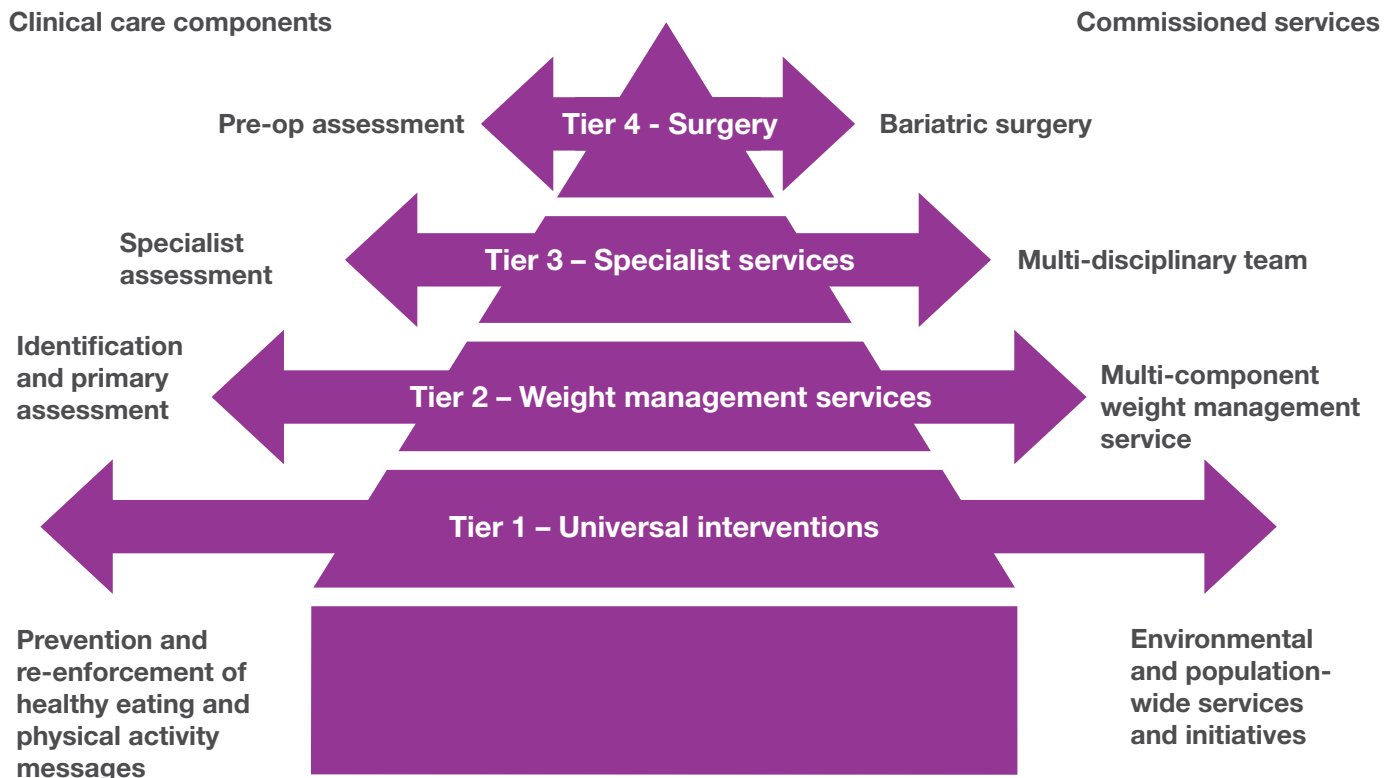 Clinical care components
Commissioned services
Pre-op assessment
Tier 4 - Surgery
Bariatric surgery
Specialist
assessment
Tier 3 – Specialist services
Multi-disciplinary team
Identification
and primary
assessment
Tier 2 – Weight management services
Multi-component
weight management
service
Tier 1 – Universal interventions
Prevention and
re-enforcement of
healthy eating and
physical activity
messages
Environmental
and population-
wide services
and initiatives